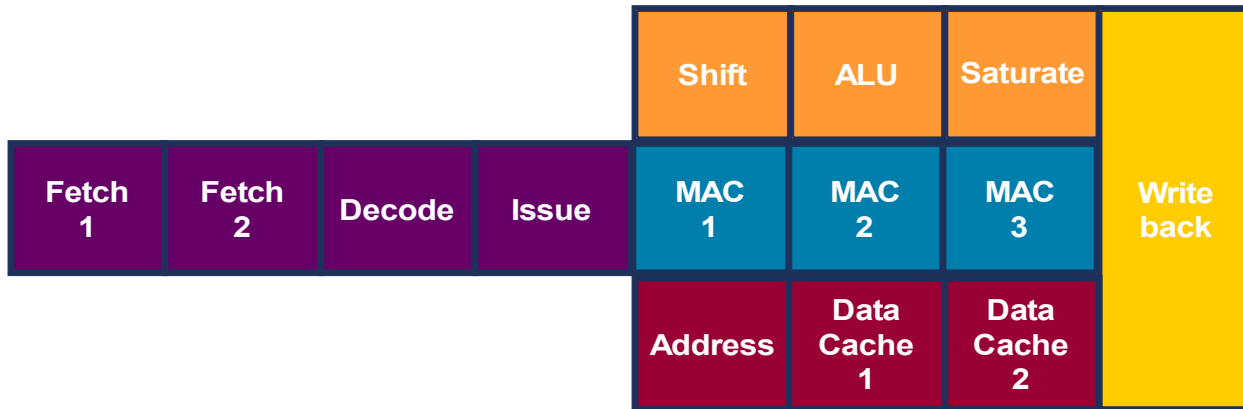 Shift
ALU
Saturate
Fetch
1
Fetch
2
Decode
Issue
MAC
1
MAC
2
MAC
3
Write
back
Address
Data
Cache
1
Data
Cache
2